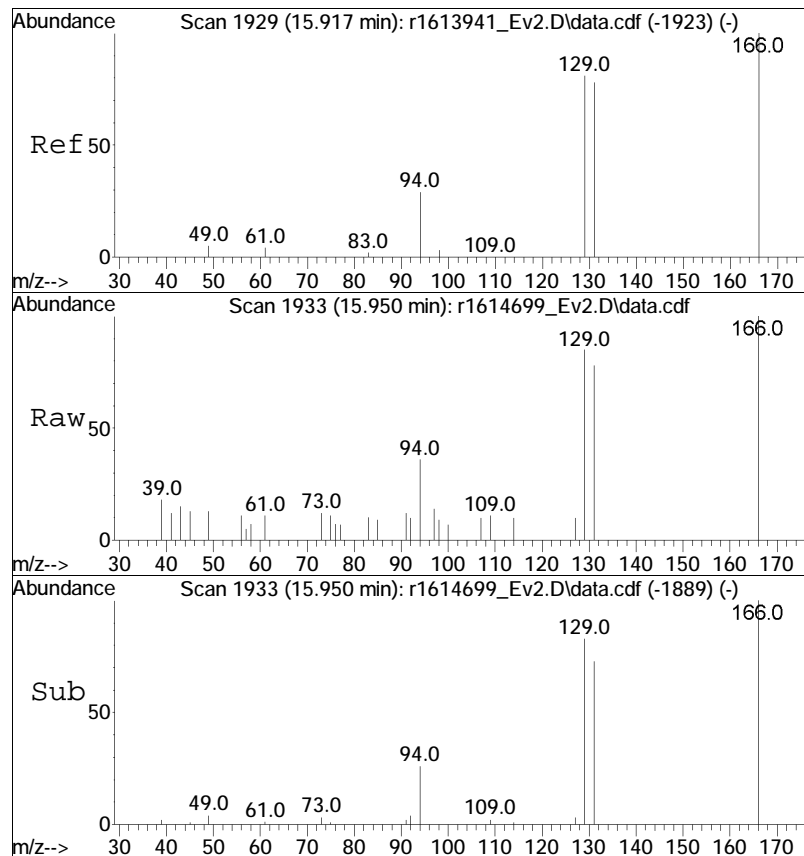 Abundance Scan 1929 (15.917 min): r1613941_Ev2.D\data.cdf (-1923) (-)
166.0
129.0
Ref 50
94.0
49.0 61.0 83.0 109.0
0
m/z--> 30 40 50 60 70 80 90 100 110 120 130 140 150 160 170
Abundance Scan 1933 (15.950 min): r1614699_Ev2.D\data.cdf
166.0
129.0
Raw 50
94.0
39.0 61.0 73.0 109.0
0
m/z--> 30 40 50 60 70 80 90 100 110 120 130 140 150 160 170
Abundance Scan 1933 (15.950 min): r1614699_Ev2.D\data.cdf (-1889) (-)
166.0
129.0
Sub 50
94.0
49.0 61.0 73.0 109.0
0
m/z--> 30 40 50 60 70 80 90 100 110 120 130 140 150 160 170